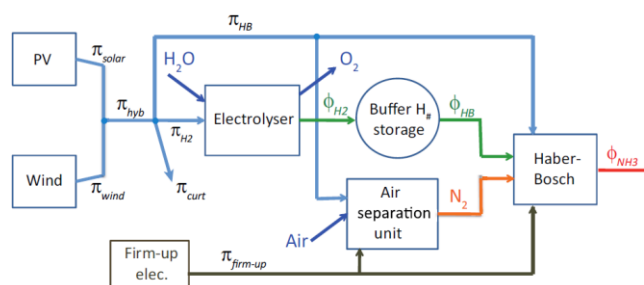 π_HB
PV
π_solar
H₂O
O₂
π_hyb
π_H2
Electrolyser
ϕ_H2
Buffer H_#
storage
ϕ_HB
Haber-
Bosch
ϕ_NH3
Wind
π_wind
π_curt
Air
separation
unit
N₂
Air
Firm-up
elec.
π_firm-up